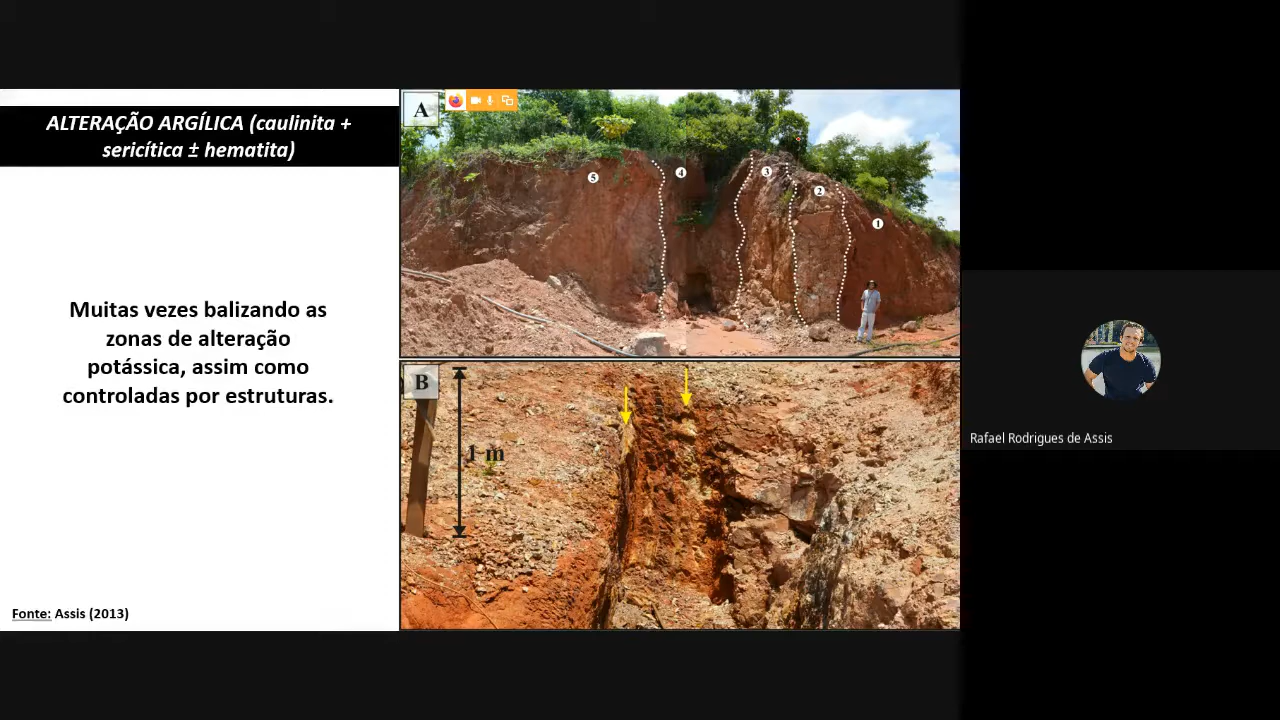 ALTERAÇÃO ARGÍLICA (caulinita +
sericítica ± hematita)
Muitas vezes balizando as
zonas de alteração
potássica, assim como
controladas por estruturas.
Fonte: Assis (2013)
A
5
4
3
2
1
B
1 m
Rafael Rodrigues de Assis